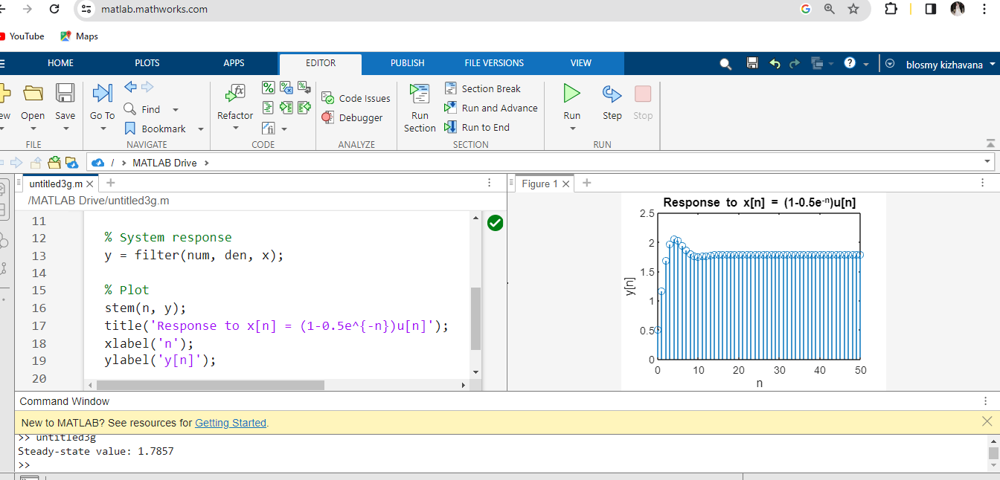 matlab.mathworks.com
YouTube Maps
HOME PLOTS APPS EDITOR PUBLISH FILE VERSIONS VIEW
blosmy kizhavana
ew Open Save
FILE
Go To Find Bookmark
NAVIGATE
Refactor
CODE
Code Issues
Debugger
ANALYZE
Run Section
Section Break
Run and Advance
Run to End
SECTION
Run Step Stop
RUN
/ > MATLAB Drive >
untitled3g.m
/MATLAB Drive/untitled3g.m
11
12 % System response
13 y = filter(num, den, x);
14
15 % Plot
16 stem(n, y);
17 title('Response to x[n] = (1-0.5e^{-n})u[n]');
18 xlabel('n');
19 ylabel('y[n]');
20
Figure 1
Response to x[n] = (1-0.5e⁻ⁿ)u[n]
2.5
2
1.5
1
0.5
0
y[n]
0 10 20 30 40 50
n
Command Window
New to MATLAB? See resources for Getting Started.
>> untitled3g
Steady-state value: 1.7857
>>